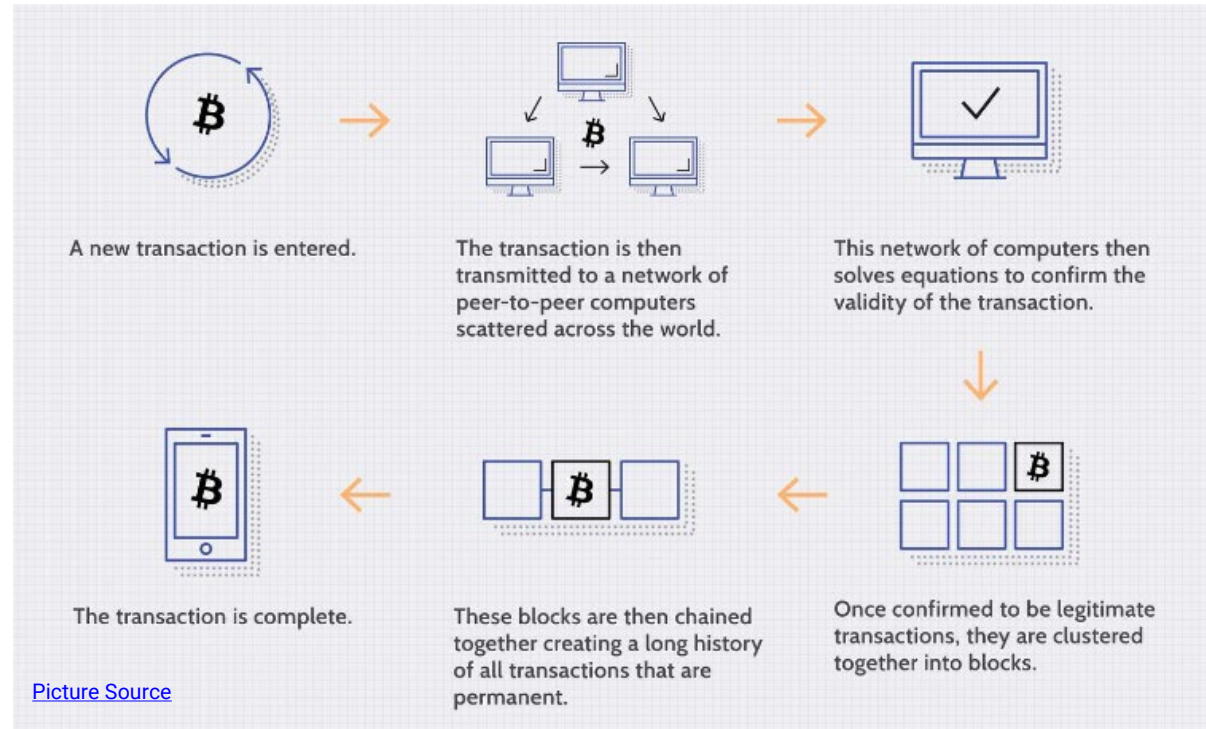 A new transaction is entered.
The transaction is then
transmitted to a network of
peer-to-peer computers
scattered across the world.
This network of computers then
solves equations to confirm the
validity of the transaction.
Once confirmed to be legitimate
transactions, they are clustered
together into blocks.
These blocks are then chained
together creating a long history
of all transactions that are
permanent.
The transaction is complete.
Picture Source